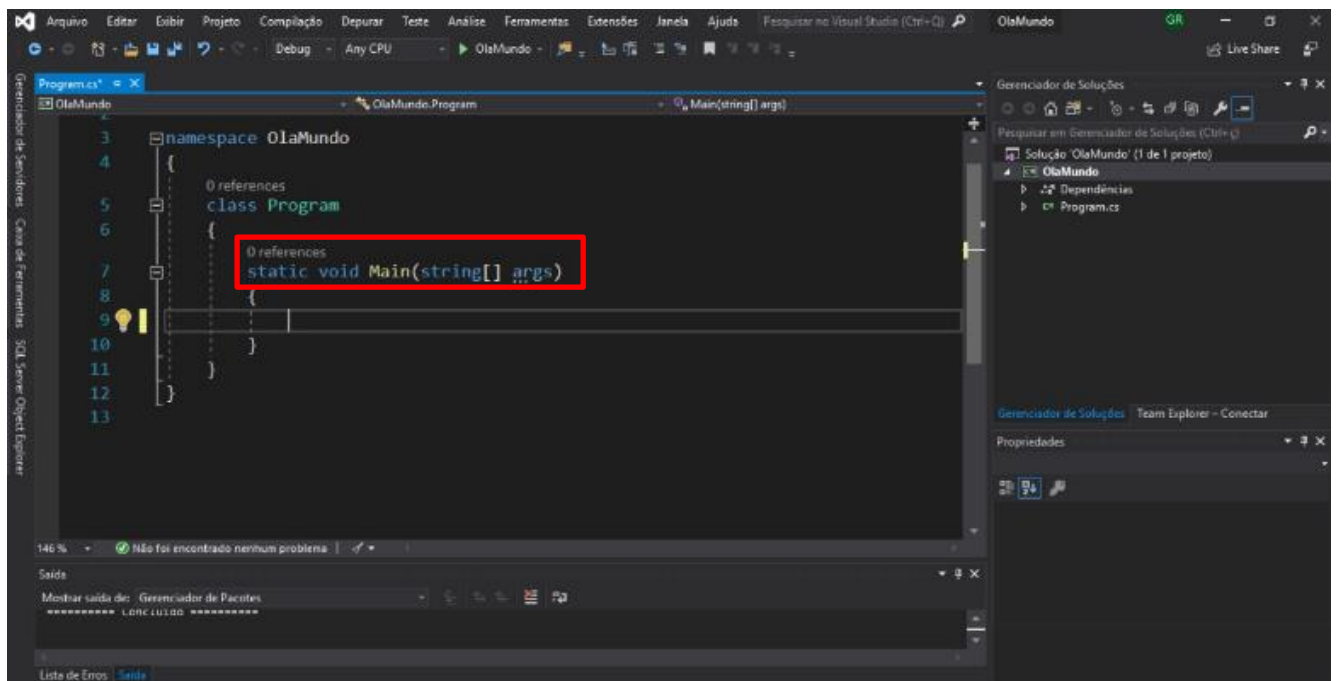 Arquivo Editar Exibir Projeto Compilação Depurar Teste Análise Ferramentas Extensões Janela Ajuda Pesquisar no Visual Studio (Ctrl+Q) OlaMundo GR
Debug Any CPU OlaMundo Live Share
Program.cs*
OlaMundo OlaMundo.Program Main(string[] args)
2
3 namespace OlaMundo
4 {
0 references
5 class Program
6 {
0 references
7 static void Main(string[] args)
8 {
9
10 }
11 }
12 }
13
146 % Não foi encontrado nenhum problema
Saída
Mostrar saída de: Gerenciador de Pacotes
========== Concluído ==========
Lista de Erros Saída
Gerenciador de Servidores
Caixa de Ferramentas
SQL Server Object Explorer
Gerenciador de Soluções
Pesquisar em Gerenciador de Soluções (Ctrl+ç)
Solução 'OlaMundo' (1 de 1 projeto)
OlaMundo
Dependências
C# Program.cs
Gerenciador de Soluções Team Explorer – Conectar
Propriedades